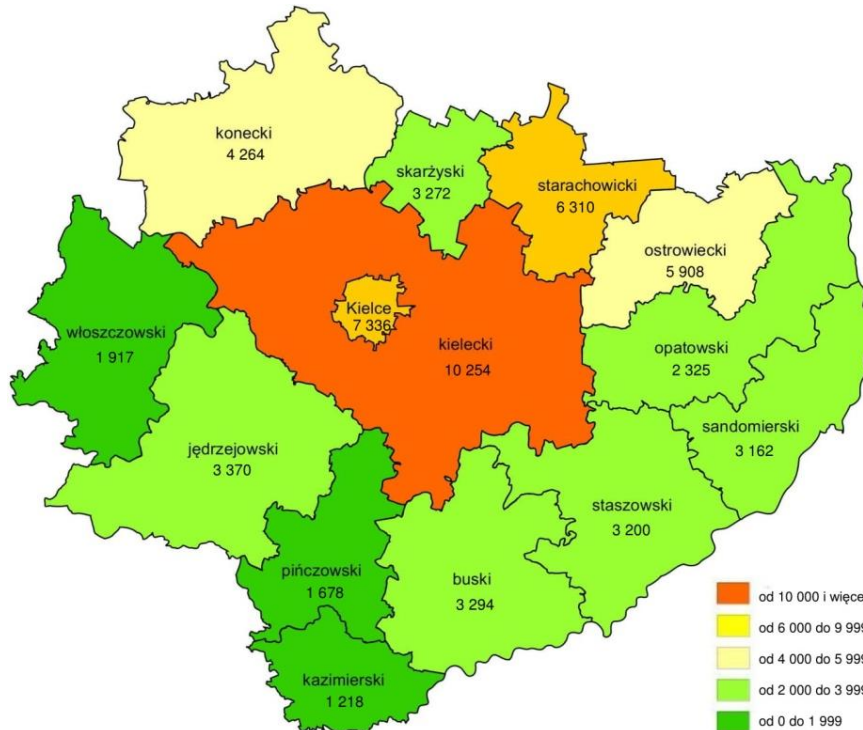 konecki
4 264
skarżyski
3 272
starachowicki
6 310
ostrowiecki
5 908
Kielce
7 336
włoszczowski
1 917
kielecki
10 254
opatowski
2 325
sandomierski
3 162
jędrzejowski
3 370
staszowski
3 200
pińczowski
1 678
buski
3 294
kazimierski
1 218
od 10 000 i więce
od 6 000 do 9 999
od 4 000 do 5 999
od 2 000 do 3 999
od 0 do 1 999